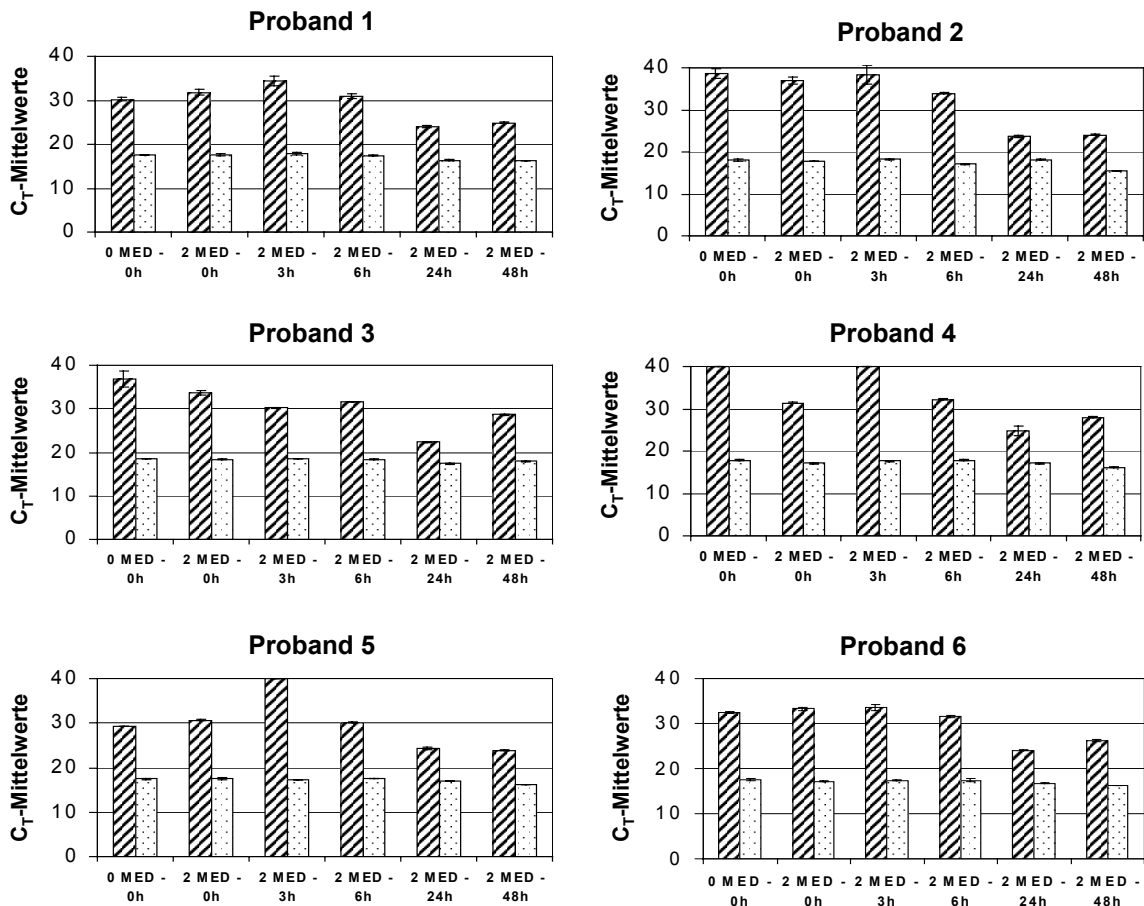 Proband 1
C_T-Mittelwerte
40
30
20
10
0
0 MED - 2 MED - 2 MED - 2 MED - 2 MED - 2 MED -
0h 0h 3h 6h 24h 48h
Proband 2
C_T-Mittelwerte
40
30
20
10
0
0 MED - 2 MED - 2 MED - 2 MED - 2 MED - 2 MED -
0h 0h 3h 6h 24h 48h
Proband 3
C_T-Mittelwerte
40
30
20
10
0
0 MED - 2 MED - 2 MED - 2 MED - 2 MED - 2 MED -
0h 0h 3h 6h 24h 48h
Proband 4
C_T-Mittelwerte
40
30
20
10
0
0 MED - 2 MED - 2 MED - 2 MED - 2 MED - 2 MED -
0h 0h 3h 6h 24h 48h
Proband 5
C_T-Mittelwerte
40
30
20
10
0
0 MED - 2 MED - 2 MED - 2 MED - 2 MED - 2 MED -
0h 0h 3h 6h 24h 48h
Proband 6
C_T-Mittelwerte
40
30
20
10
0
0 MED - 2 MED - 2 MED - 2 MED - 2 MED - 2 MED -
0h 0h 3h 6h 24h 48h